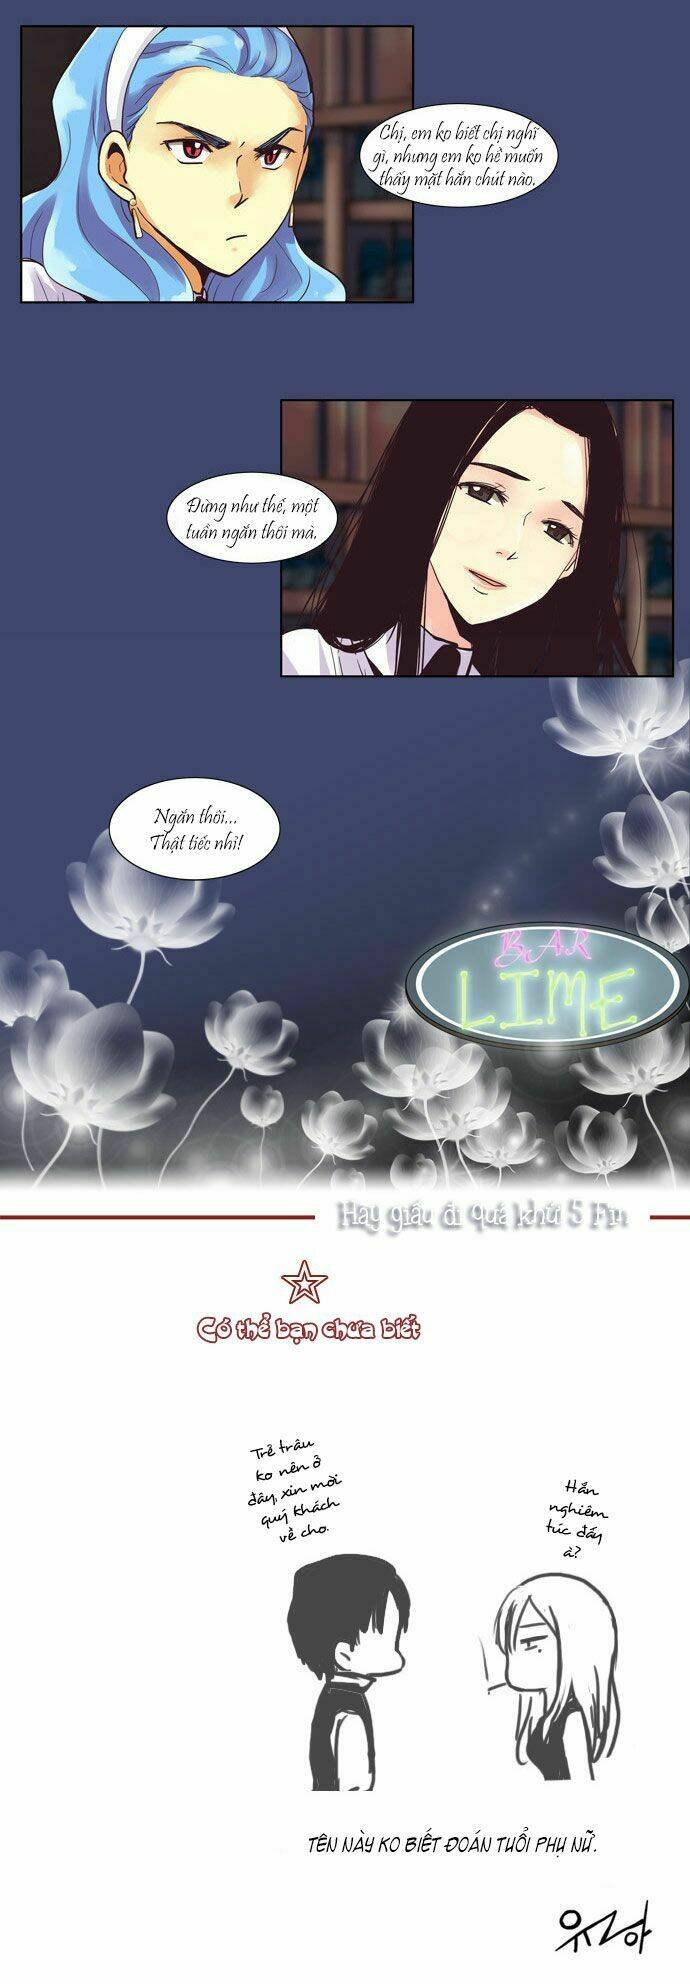 Chị, em ko biết chị nghĩ
gì, nhưng em ko hề muốn
thấy mặt hắn chút nào.
Đừng như thế, một
tuần ngắn thôi mà.
Ngắn thôi...
Thật tiếc nhỉ!
BAR
LIME
Hãy giấu đi quá khứ 5 Fin
Có thể bạn chưa biết
Trẻ trâu
ko nên ở
đây, xin mời
quý khách
về cho.
Hắn
nghiêm
túc đấy
à?
TÊN NÀY KO BIẾT ĐOÁN TUỔI PHỤ NỮ.